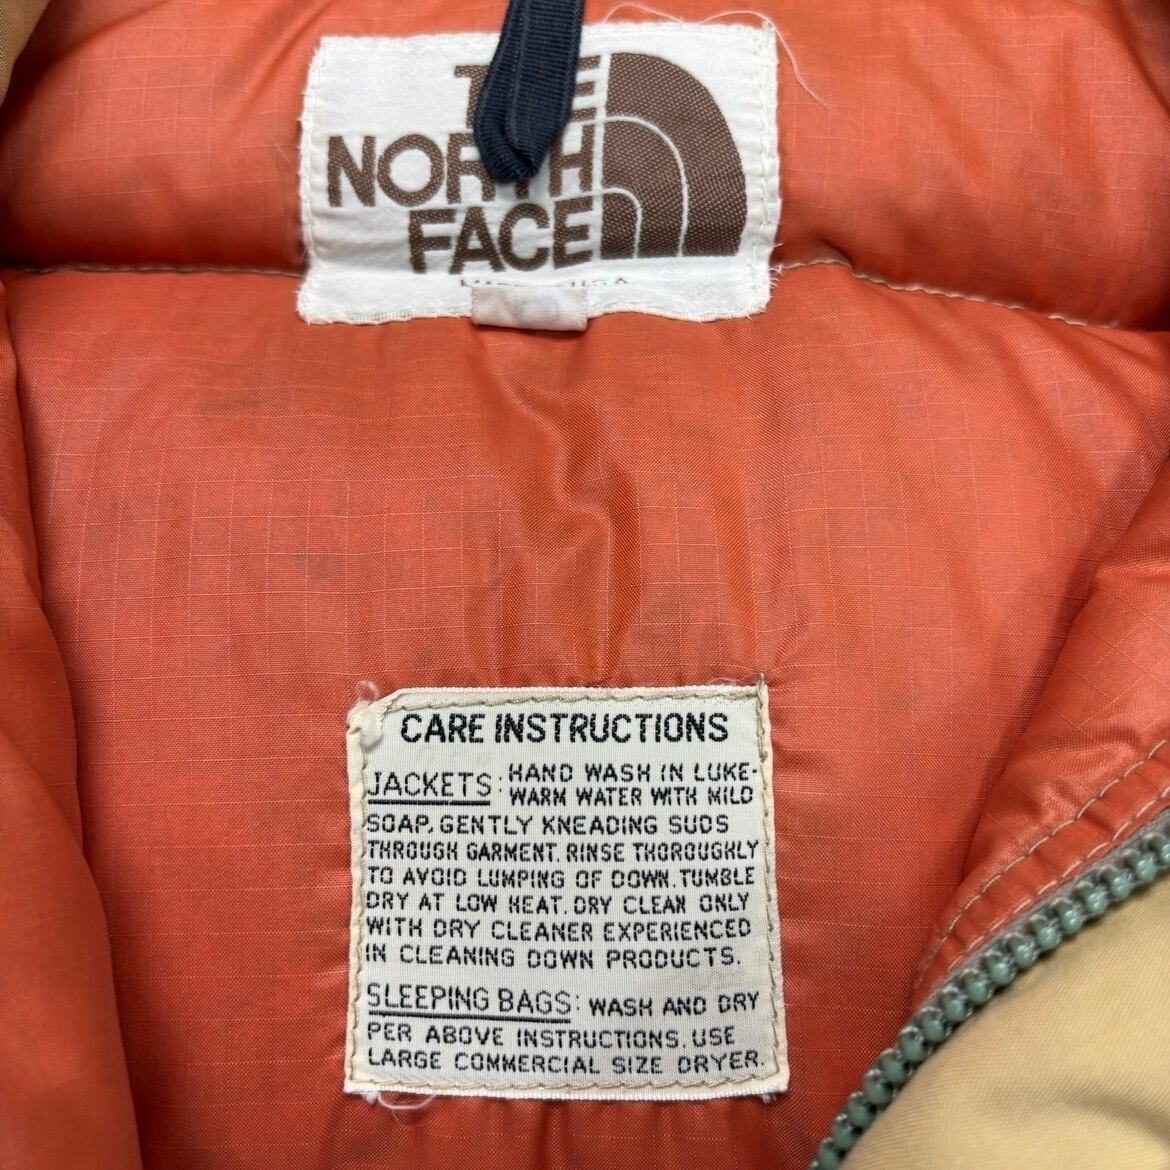 THE
NORTH
FACE
CARE INSTRUCTIONS
JACKETS: HAND WASH IN LUKE-
WARM WATER WITH MILD
SOAP, GENTLY KNEADING SUDS
THROUGH GARMENT. RINSE THOROUGHLY
TO AVOID LUMPING OF DOWN. TUMBLE
DRY AT LOW HEAT. DRY CLEAN ONLY
WITH DRY CLEANER EXPERIENCED
IN CLEANING DOWN PRODUCTS.
SLEEPING BAGS: WASH AND DRY
PER ABOVE INSTRUCTIONS. USE
LARGE COMMERCIAL SIZE DRYER.